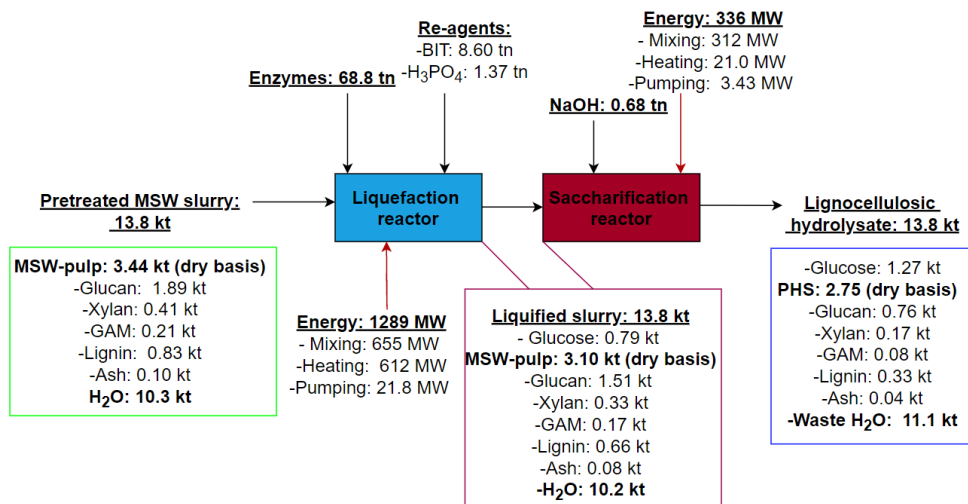 Energy: 336 MW
- Mixing: 312 MW
-Heating: 21.0 MW
-Pumping: 3.43 MW
Re-agents:
-BIT: 8.60 tn
-H₃PO₄: 1.37 tn
Enzymes: 68.8 tn
NaOH: 0.68 tn
Liquefaction
reactor
Saccharification
reactor
Pretreated MSW slurry:
13.8 kt
MSW-pulp: 3.44 kt (dry basis)
-Glucan: 1.89 kt
-Xylan: 0.41 kt
-GAM: 0.21 kt
-Lignin: 0.83 kt
-Ash: 0.10 kt
H₂O: 10.3 kt
Energy: 1289 MW
- Mixing: 655 MW
-Heating: 612 MW
-Pumping: 21.8 MW
Liquified slurry: 13.8 kt
- Glucose: 0.79 kt
MSW-pulp: 3.10 kt (dry basis)
-Glucan: 1.51 kt
-Xylan: 0.33 kt
-GAM: 0.17 kt
-Lignin: 0.66 kt
-Ash: 0.08 kt
-H₂O: 10.2 kt
Lignocellulosic
hydrolysate: 13.8 kt
-Glucose: 1.27 kt
PHS: 2.75 (dry basis)
-Glucan: 0.76 kt
-Xylan: 0.17 kt
-GAM: 0.08 kt
-Lignin: 0.33 kt
-Ash: 0.04 kt
-Waste H₂O: 11.1 kt